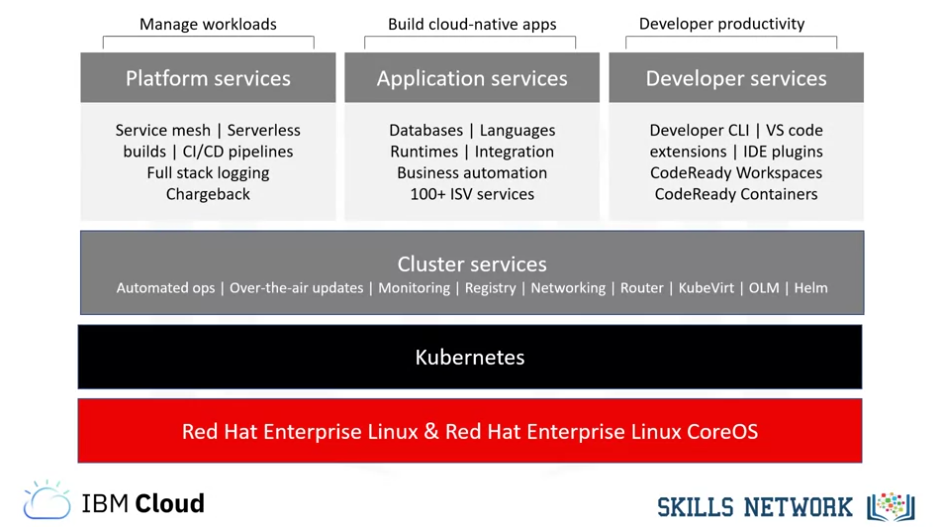 Manage workloads
Build cloud-native apps
Developer productivity
Platform services
Service mesh | Serverless
builds | CI/CD pipelines
Full stack logging
Chargeback
Application services
Databases | Languages
Runtimes | Integration
Business automation
100+ ISV services
Developer services
Developer CLI | VS code
extensions | IDE plugins
CodeReady Workspaces
CodeReady Containers
Cluster services
Automated ops | Over-the-air updates | Monitoring | Registry | Networking | Router | KubeVirt | OLM | Helm
Kubernetes
Red Hat Enterprise Linux & Red Hat Enterprise Linux CoreOS
IBM Cloud
SKILLS NETWORK